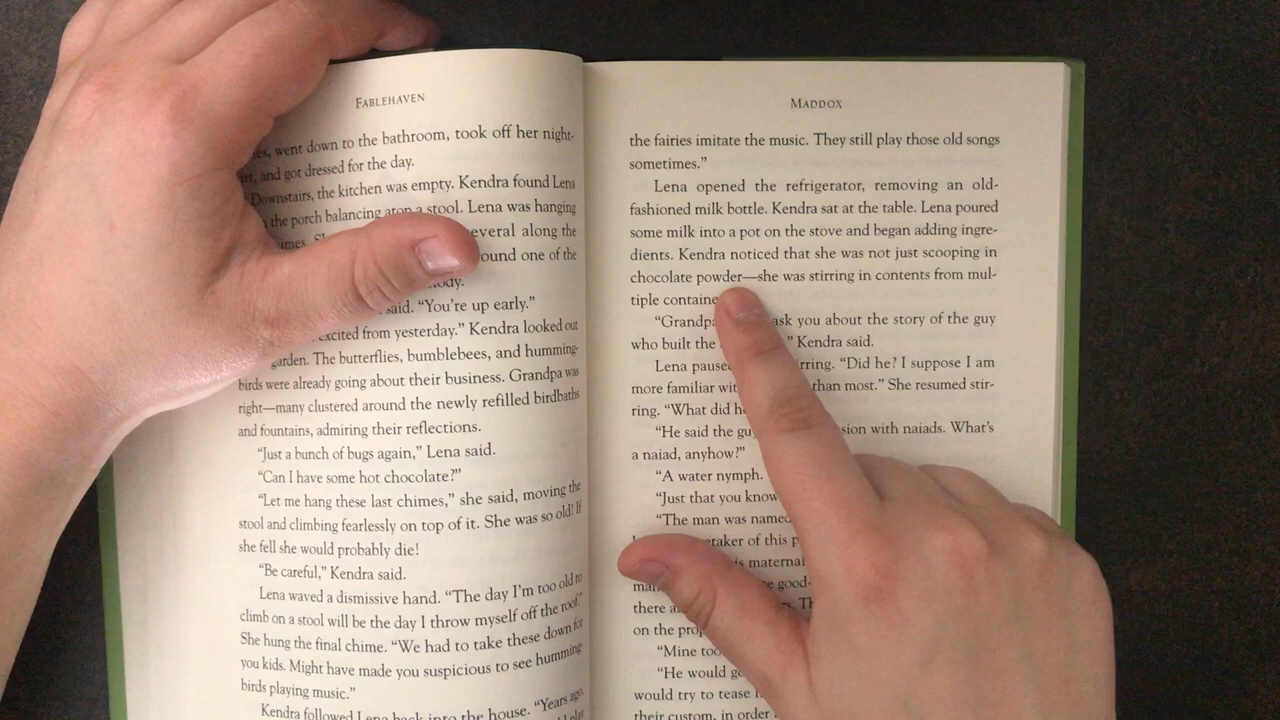 FABLEHAVEN
went down to the bathroom, took off her night-
and got dressed for the day.
Downstairs, the kitchen was empty. Kendra found Lena
the porch balancing atop a stool. Lena was hanging
several along the
one of the
said. “You’re up early.”
excited from yesterday.” Kendra looked out
garden. The butterflies, bumblebees, and humming-
birds were already going about their business. Grandpa was
right—many clustered around the newly refilled birdbaths
and fountains, admiring their reflections.
“Just a bunch of bugs again,” Lena said.
“Can I have some hot chocolate?”
“Let me hang these last chimes,” she said, moving the
stool and climbing fearlessly on top of it. She was so old! If
she fell she would probably die!
“Be careful,” Kendra said.
Lena waved a dismissive hand. “The day I’m too old to
climb on a stool will be the day I throw myself off the roof.”
She hung the final chime. “We had to take these down for
you kids. Might have made you suspicious to see humming-
birds playing music.”
Kendra followed Lena back into the house. “Years ago,
MADDOX
the fairies imitate the music. They still play those old songs
sometimes.”
Lena opened the refrigerator, removing an old-
fashioned milk bottle. Kendra sat at the table. Lena poured
some milk into a pot on the stove and began adding ingre-
dients. Kendra noticed that she was not just scooping in
chocolate powder—she was stirring in contents from mul-
tiple
“Grandpa ask you about the story of the guy
who built the ” Kendra said.
Lena paused “Did he? I suppose I am
more familiar than most.” She resumed stir-
ring. “What did
“He said the with naiads. What’s
a naiad, anyhow?”
“A water nymph.
“Just that you know
“The man was named
of this
maternal
there
on the
“Mine too
“He would
would try to tease
their custom, in order